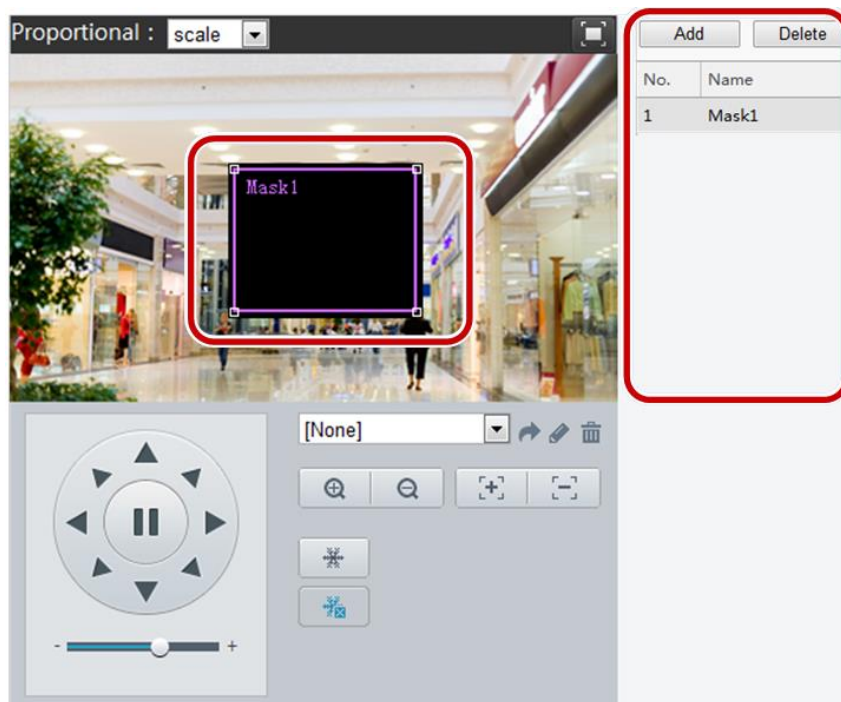 Proportional : scale
Add Delete
No. Name
1 Mask1
Mask1
[None]
- +